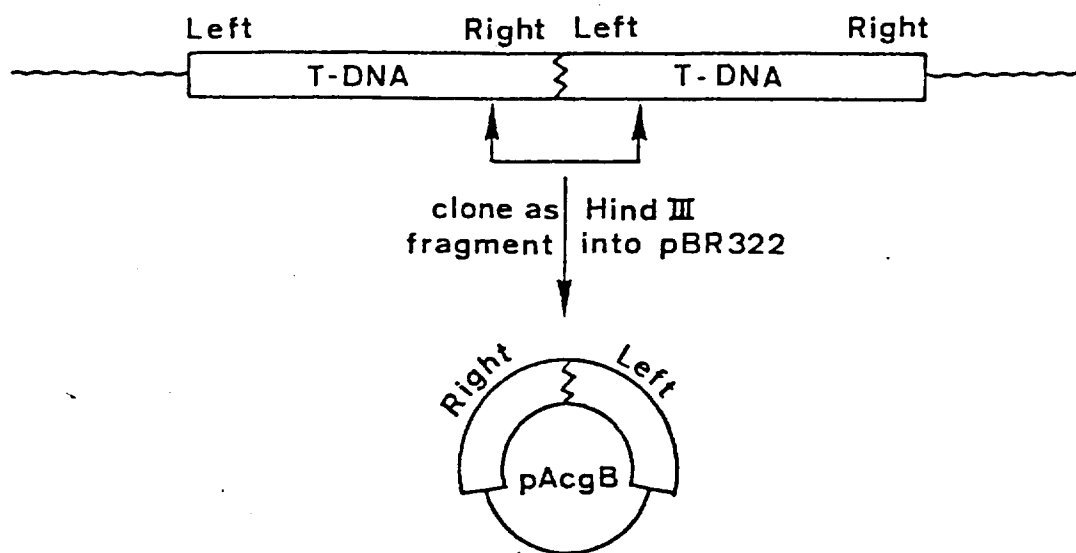 Left Right Left Right
T-DNA T-DNA
clone as Hind III
fragment into pBR322
Right Left
pAcgB